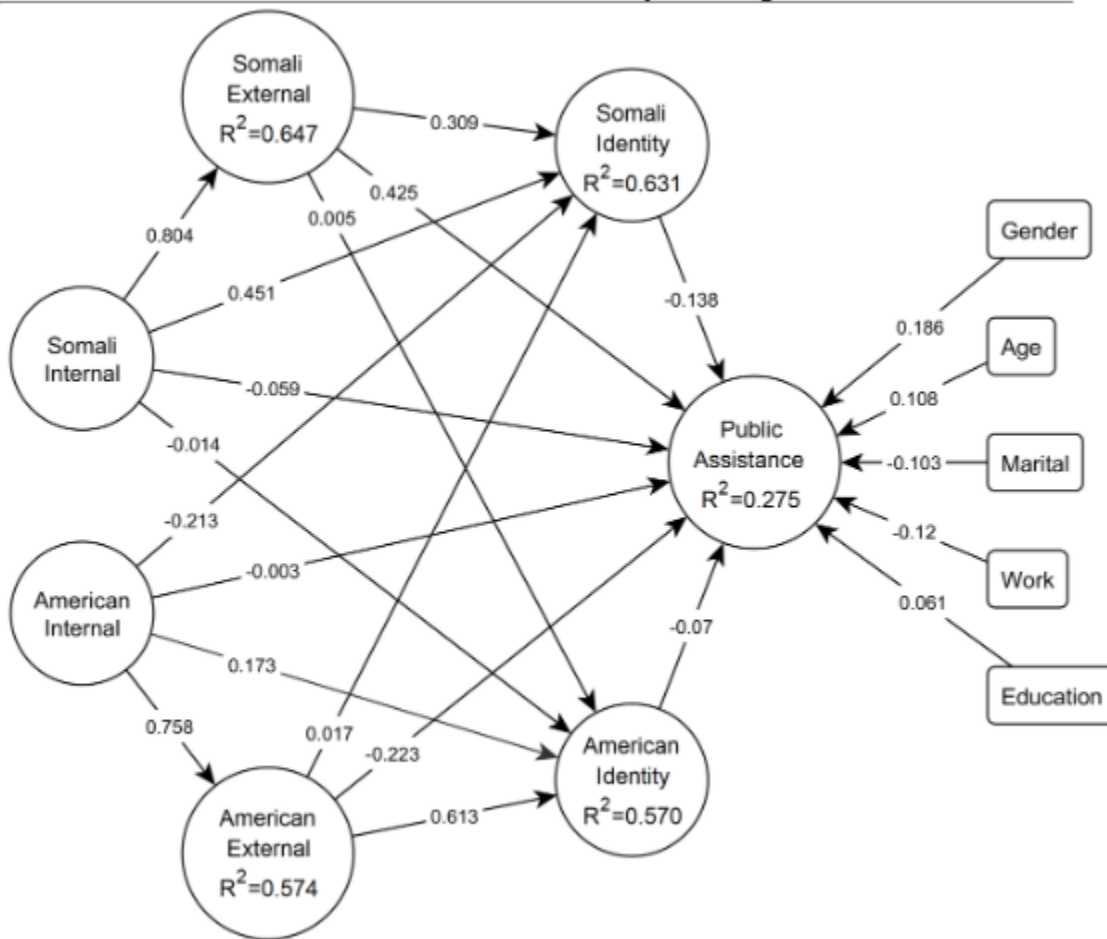 Somali
External
R²=0.647
Somali
Identity
R²=0.631
0.309
0.425
0.005
0.804
0.451
Somali
Internal
-0.059
-0.014
-0.138
Gender
0.186
Age
0.108
Public
Assistance
R²=0.275
-0.103
Marital
-0.12
Work
0.061
Education
-0.213
-0.003
American
Internal
0.173
-0.07
0.758
0.017
-0.223
American
Identity
R²=0.570
0.613
American
External
R²=0.574